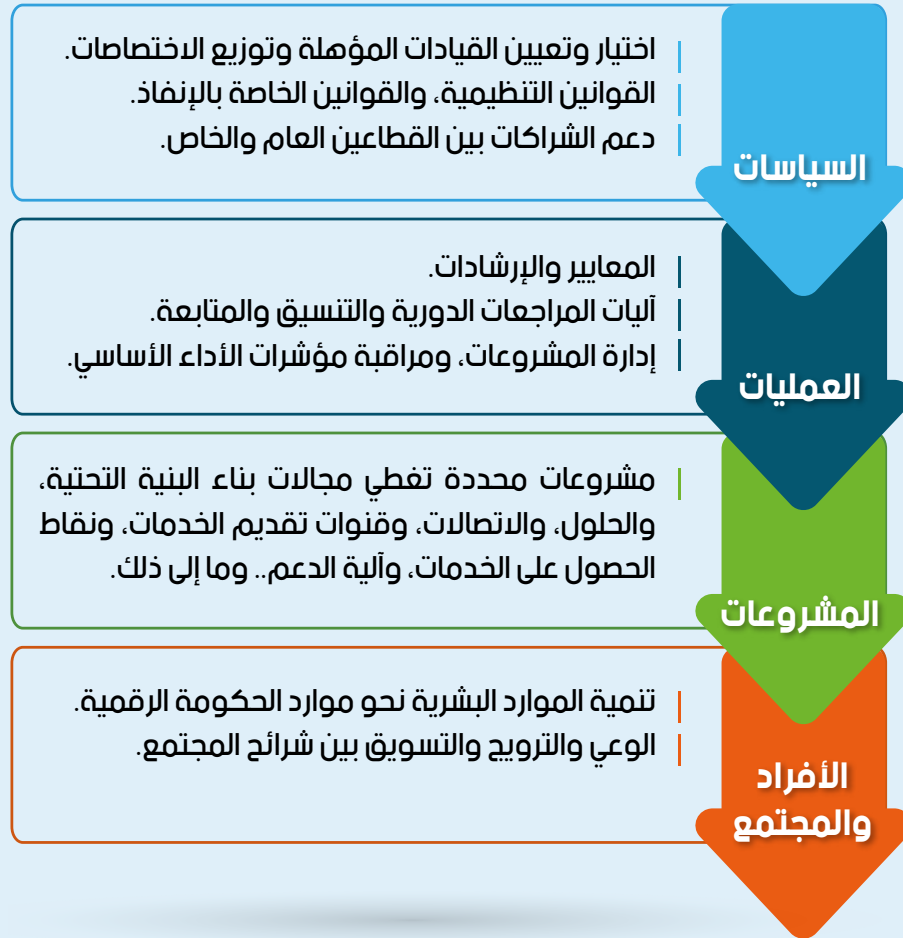 السياسات
اختيار وتعيين القيادات المؤهلة وتوزيع الاختصاصات.
القوانين التنظيمية، والقوانين الخاصة بالإنفاذ.
دعم الشراكات بين القطاعين العام والخاص.
العمليات
المعايير والإرشادات.
آليات المراجعات الدورية والتنسيق والمتابعة.
إدارة المشروعات، ومراقبة مؤشرات الأداء الأساسي.
المشروعات
مشروعات محددة تغطي مجالات بناء البنية التحتية،
والحلول، والاتصالات، وقنوات تقديم الخدمات، ونقاط
الحصول على الخدمات، وآلية الدعم.. وما إلى ذلك.
الأفراد
والمجتمع
تنمية الموارد البشرية نحو موارد الحكومة الرقمية.
الوعي والترويج والتسويق بين شرائح المجتمع.